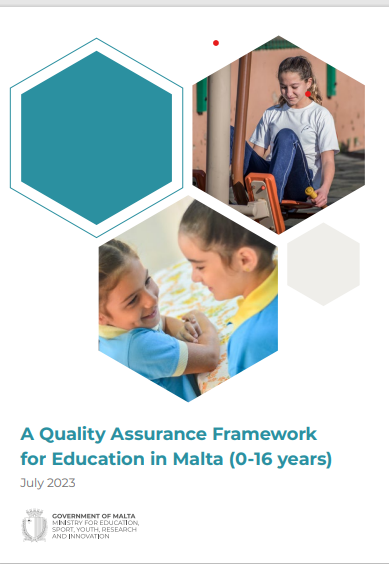 A Quality Assurance Framework
for Education in Malta (0-16 years)
July 2023
GOVERNMENT OF MALTA
MINISTRY FOR EDUCATION,
SPORT, YOUTH, RESEARCH
AND INNOVATION